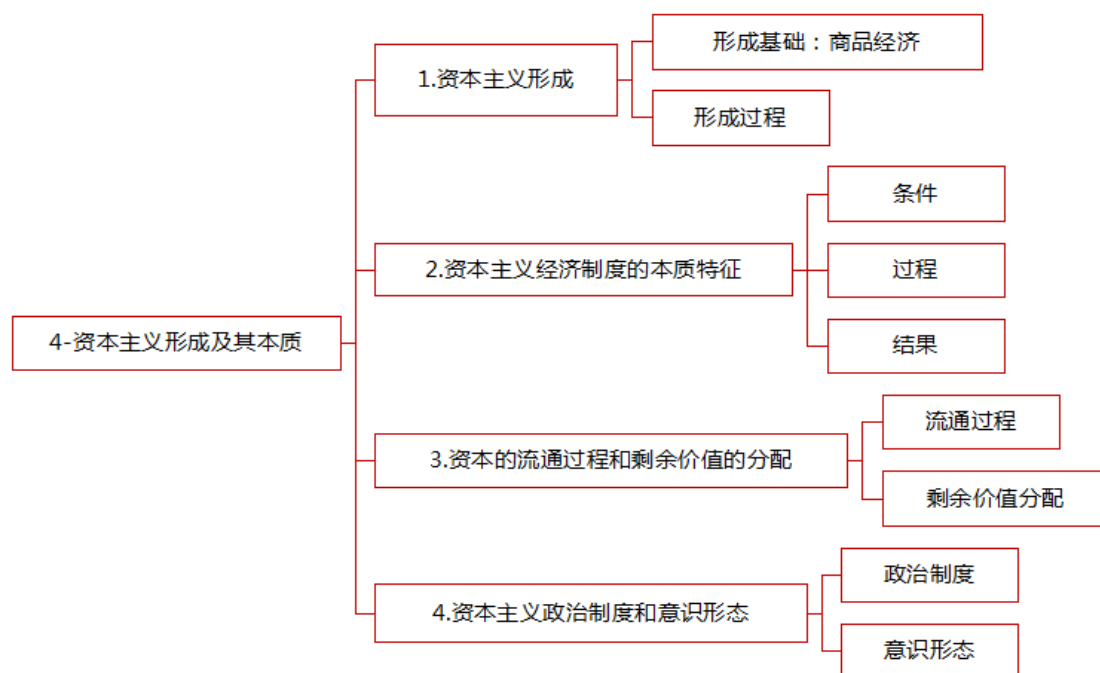 4-资本主义形成及其本质
1.资本主义形成
形成基础：商品经济
形成过程
2.资本主义经济制度的本质特征
条件
过程
结果
3.资本的流通过程和剩余价值的分配
流通过程
剩余价值分配
4.资本主义政治制度和意识形态
政治制度
意识形态